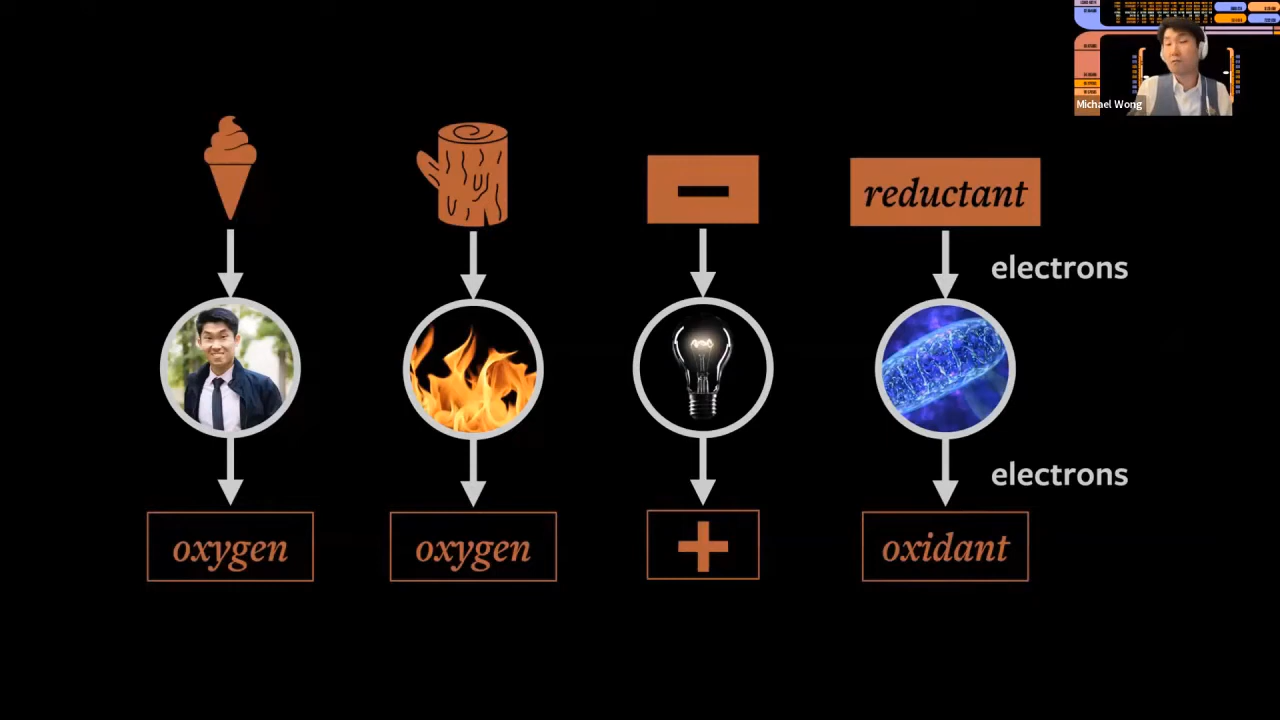 Michael Wong
reductant
electrons
electrons
oxygen
oxygen
oxidant